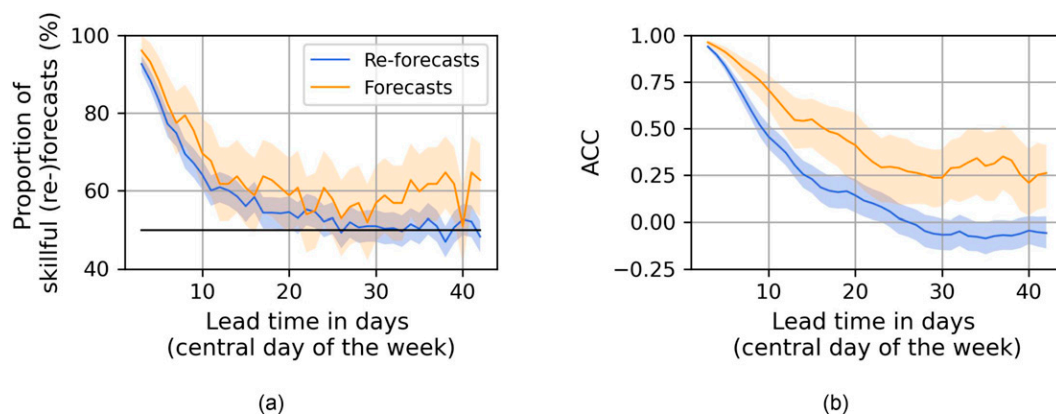 Proportion of
skillful (re-)forecasts (%)
100
80
60
40
Re-forecasts
Forecasts
10 20 30 40
Lead time in days
(central day of the week)
(a)
ACC
1.00
0.75
0.50
0.25
0.00
−0.25
10 20 30 40
Lead time in days
(central day of the week)
(b)